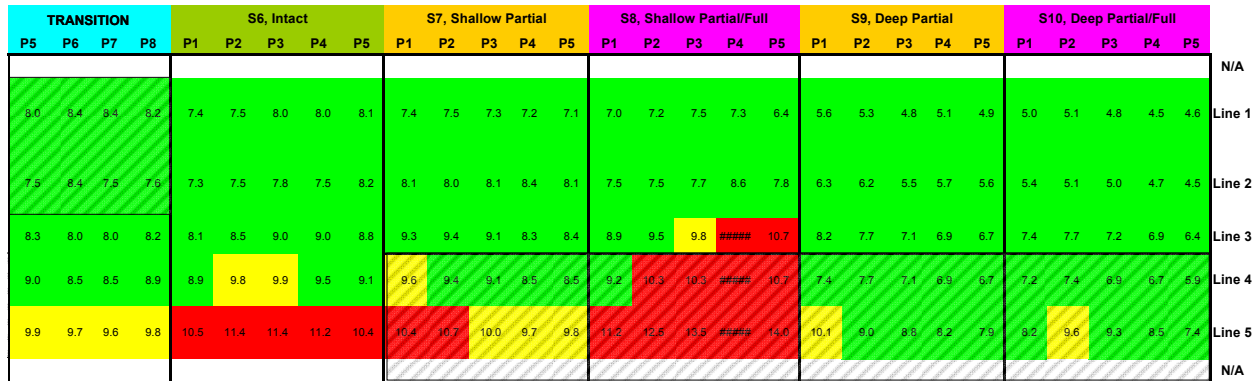 TRANSITION S6, Intact S7, Shallow Partial S8, Shallow Partial/Full S9, Deep Partial S10, Deep Partial/Full
P5 P6 P7 P8 P1 P2 P3 P4 P5 P1 P2 P3 P4 P5 P1 P2 P3 P4 P5 P1 P2 P3 P4 P5 P1 P2 P3 P4 P5
N/A
8.0 8.4 8.4 8.2 7.4 7.5 8.0 8.0 8.1 7.4 7.5 7.3 7.2 7.1 7.0 7.2 7.5 7.3 6.4 5.6 5.3 4.8 5.1 4.9 5.0 5.1 4.8 4.5 4.6 Line 1
7.5 8.4 7.5 7.6 7.3 7.5 7.8 7.5 8.2 8.1 8.0 8.1 8.4 8.1 7.5 7.5 7.7 8.6 7.8 6.3 6.2 5.5 5.7 5.6 5.4 5.1 5.0 4.7 4.5 Line 2
8.3 8.0 8.0 8.2 8.1 8.5 9.0 9.0 8.8 9.3 9.4 9.1 8.3 8.4 8.9 9.5 9.8 ##### 10.7 8.2 7.7 7.1 6.9 6.7 7.4 7.7 7.2 6.9 6.4 Line 3
9.0 8.5 8.5 8.9 8.9 9.8 9.9 9.5 9.1 9.6 9.4 9.1 8.5 8.5 9.2 10.3 10.3 ##### 10.7 7.4 7.7 7.1 6.9 6.7 7.2 7.4 6.9 6.7 5.9 Line 4
9.9 9.7 9.6 9.8 10.5 11.4 11.4 11.2 10.4 10.4 10.7 10.0 9.7 9.8 11.2 12.5 13.5 ##### 14.0 10.1 9.0 8.8 8.2 7.9 8.2 9.6 9.3 8.5 7.4 Line 5
N/A